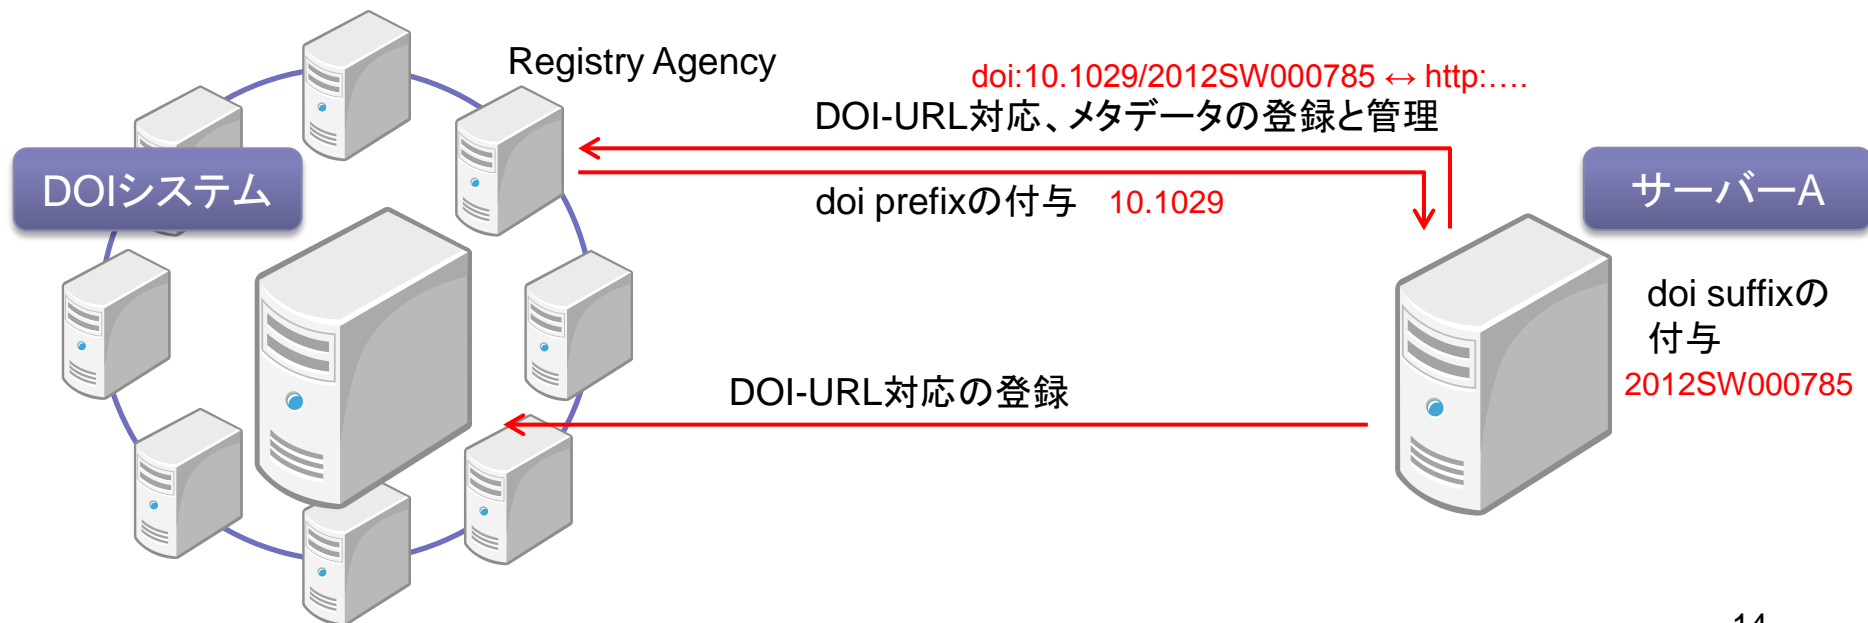 Registry Agency
doi:10.1029/2012SW000785 ↔ http:....
DOI-URL対応、メタデータの登録と管理
DOIシステム
サーバーA
doi prefixの付与 10.1029
doi suffixの
付与
2012SW000785
DOI-URL対応の登録
14